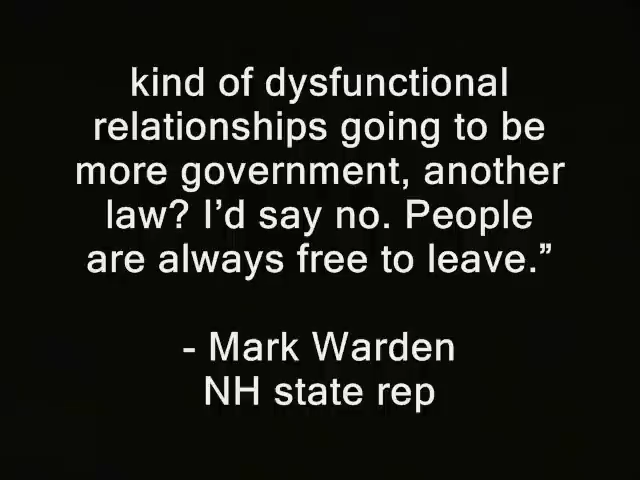 kind of dysfunctional
relationships going to be
more government, another
law? I’d say no. People
are always free to leave.”
- Mark Warden
NH state rep